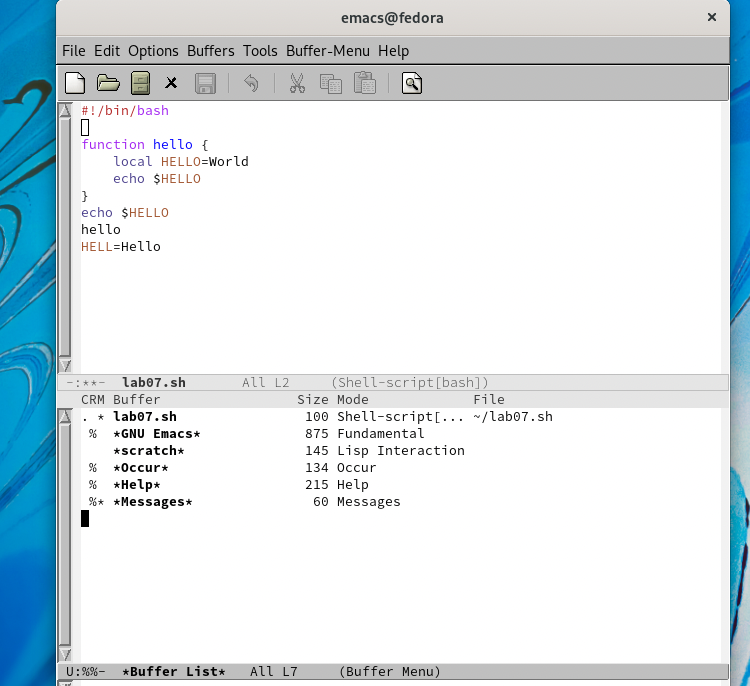 emacs@fedora ×
File Edit Options Buffers Tools Buffer-Menu Help
#!/bin/bash
function hello {
    local HELLO=World
    echo $HELLO
}
echo $HELLO
hello
HELL=Hello
-:**-  lab07.sh       All L2     (Shell-script[bash])
CRM Buffer                 Size Mode             File
. * lab07.sh                100 Shell-script[... ~/lab07.sh
 %  *GNU Emacs*             875 Fundamental
    *scratch*               145 Lisp Interaction
 %  *Occur*                 134 Occur
 %  *Help*                  215 Help
 %* *Messages*               60 Messages
U:%%-  *Buffer List*   All L7     (Buffer Menu)